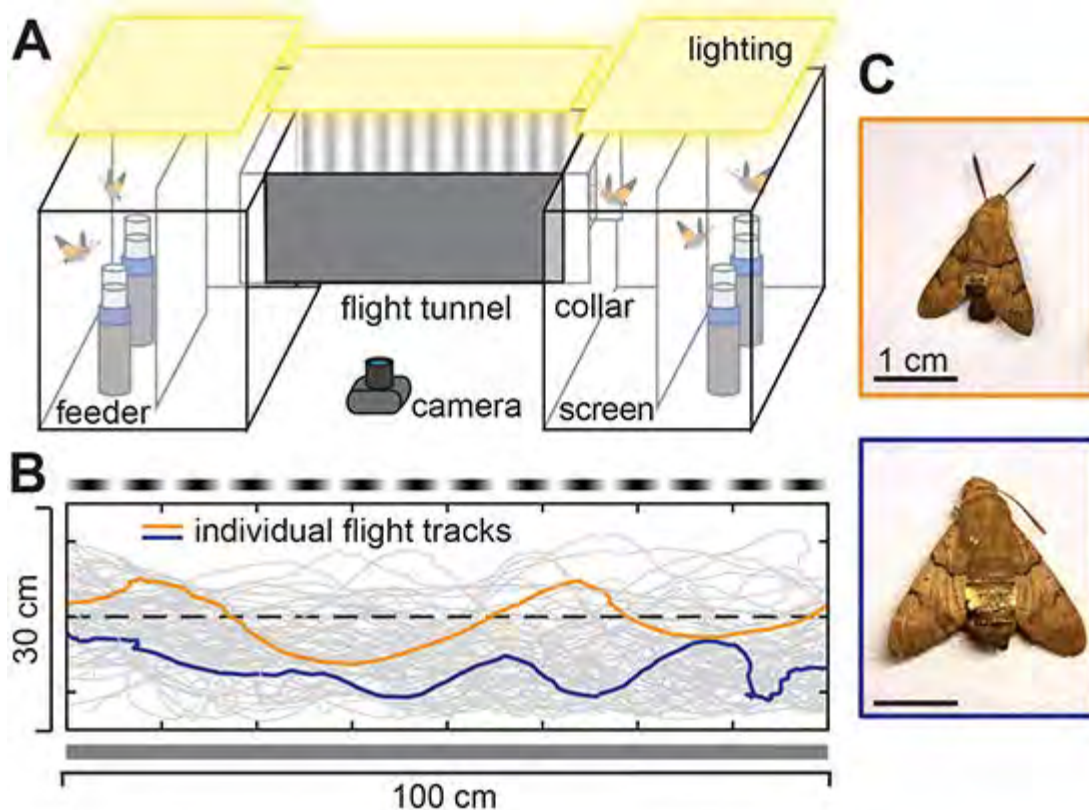 A
lighting
C
flight tunnel
collar
feeder
camera
screen
1 cm
B
individual flight tracks
30 cm
100 cm